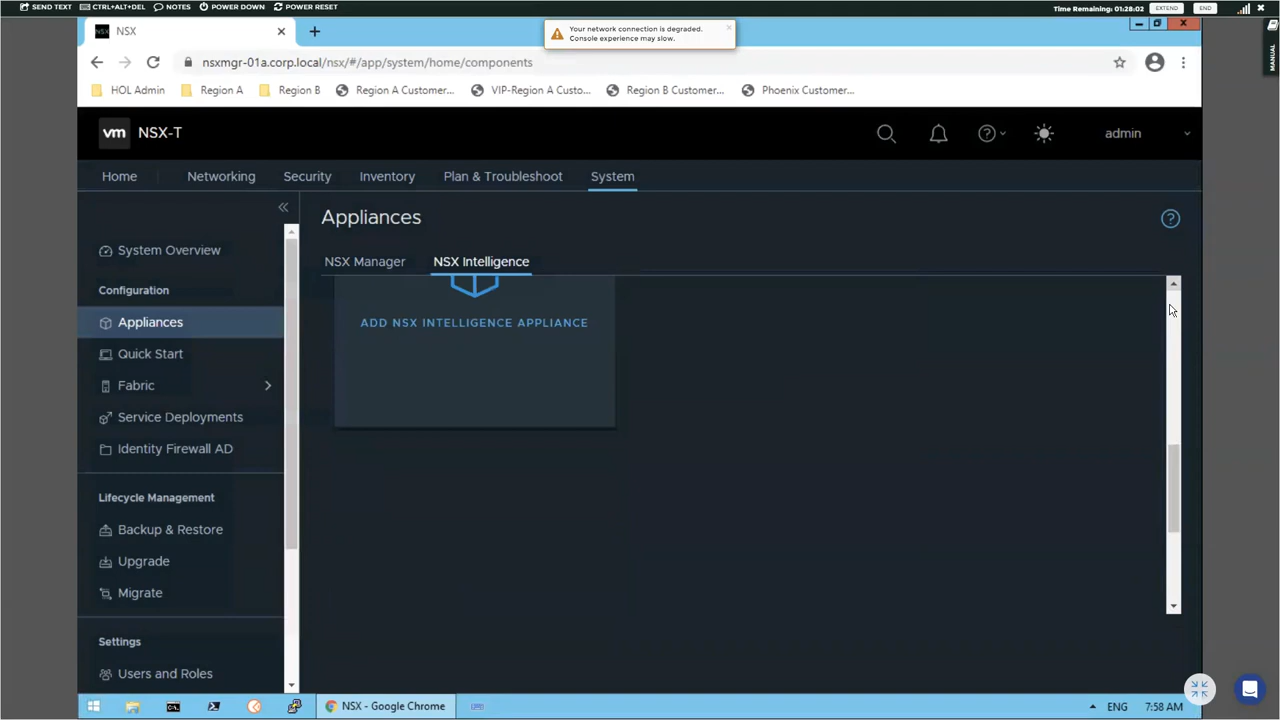 SEND TEXT CTRL+ALT+DEL NOTES POWER DOWN POWER RESET Time Remaining: 01:28:02 EXTEND END
MANUAL
NSX
Your network connection is degraded.
Console experience may slow.
nsxmgr-01a.corp.local/nsx/#/app/system/home/components
HOL Admin Region A Region B Region A Customer... VIP-Region A Custo... Region B Customer... Phoenix Customer...
vm NSX-T admin
Home Networking Security Inventory Plan & Troubleshoot System
System Overview
Configuration
Appliances
Quick Start
Fabric
Service Deployments
Identity Firewall AD
Lifecycle Management
Backup & Restore
Upgrade
Migrate
Settings
Users and Roles
Appliances
NSX Manager NSX Intelligence
ADD NSX INTELLIGENCE APPLIANCE
NSX - Google Chrome ENG 7:58 AM